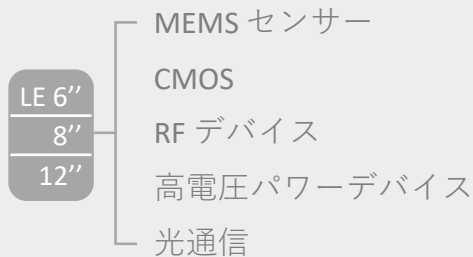 LE 6’’
8’’
12’’
MEMS センサー
CMOS
RF デバイス
高電圧パワーデバイス
光通信